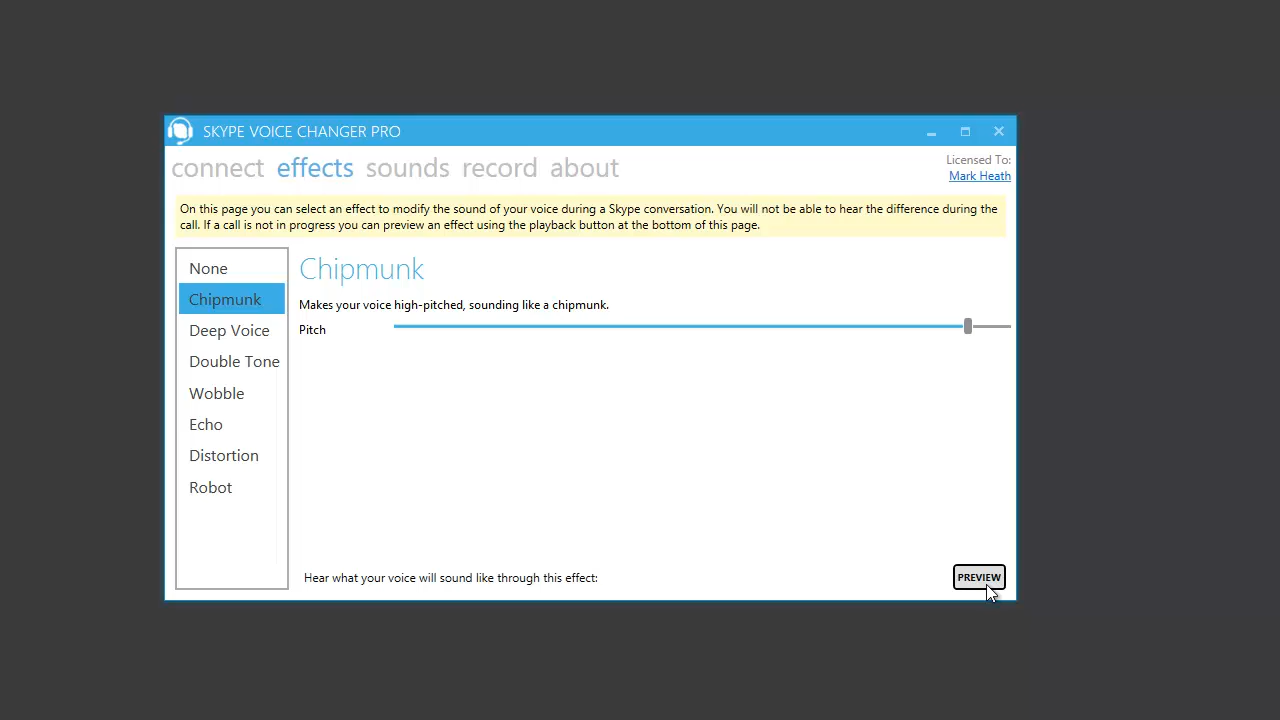 SKYPE VOICE CHANGER PRO
connect effects sounds record about
Licensed To:
Mark Heath
On this page you can select an effect to modify the sound of your voice during a Skype conversation. You will not be able to hear the difference during the
call. If a call is not in progress you can preview an effect using the playback button at the bottom of this page.
None
Chipmunk
Deep Voice
Double Tone
Wobble
Echo
Distortion
Robot
Chipmunk
Makes your voice high-pitched, sounding like a chipmunk.
Pitch
Hear what your voice will sound like through this effect:
PREVIEW